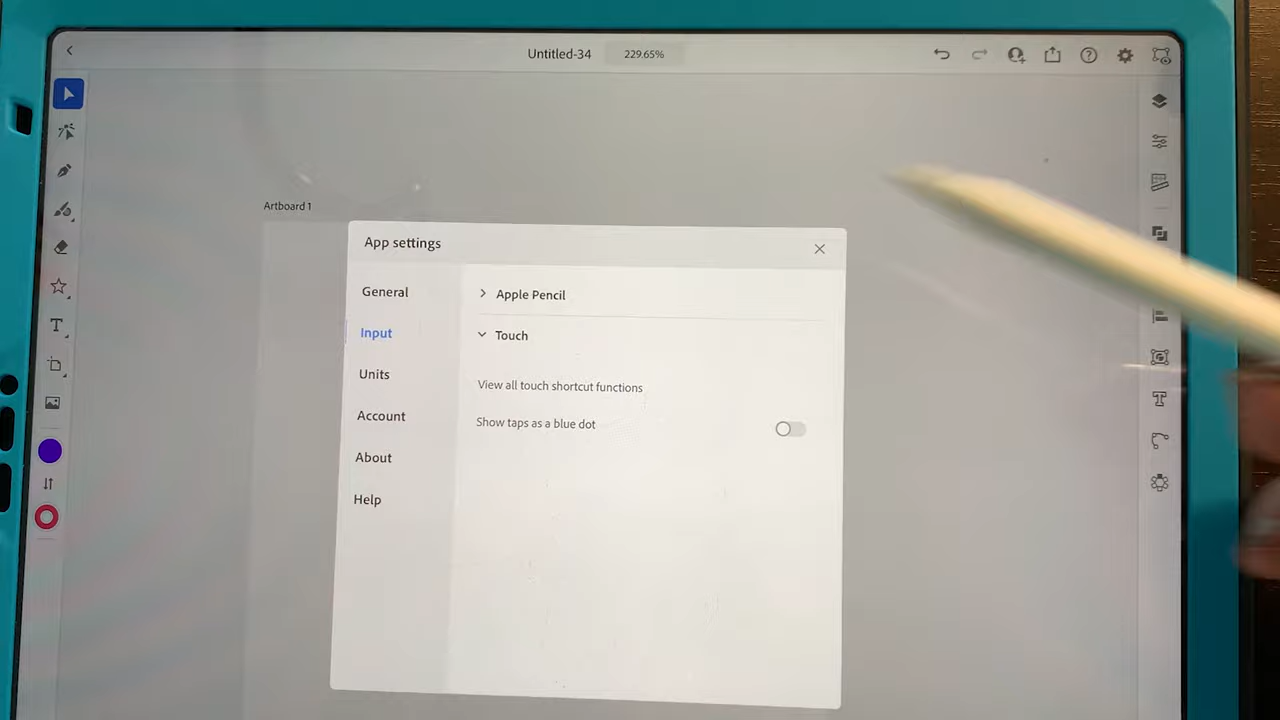 Untitled-34
229.65%
Artboard 1
App settings
General
Input
Units
Account
About
Help
Apple Pencil
Touch
View all touch shortcut functions
Show taps as a blue dot